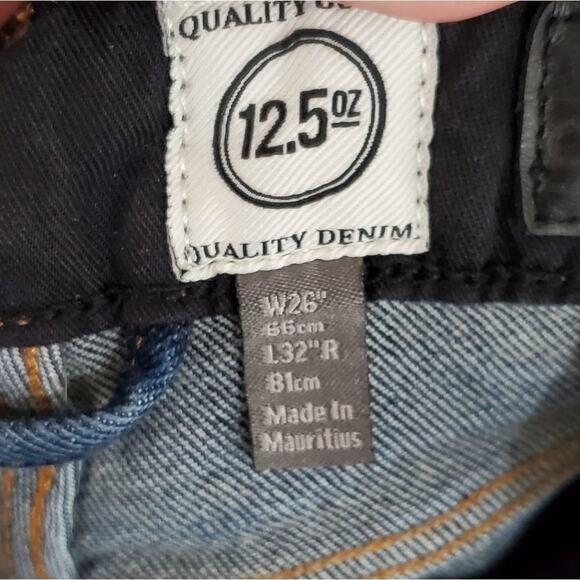 QUALITY
12.5oz
QUALITY DENIM
W26"
66cm
L32"R
81cm
Made In
Mauritius